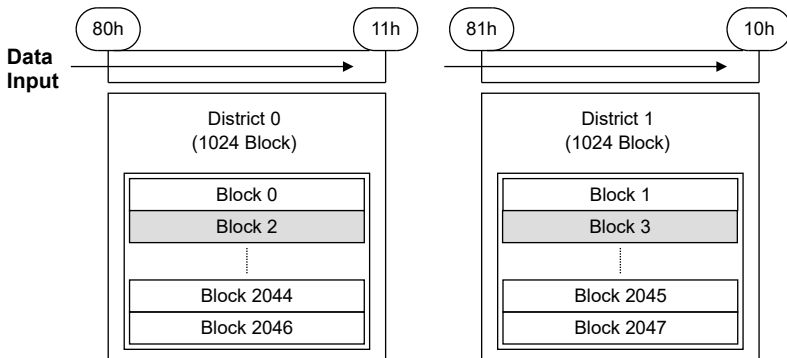 80h
11h
81h
10h
Data
Input
District 0
(1024 Block)
Block 0
Block 2
Block 2044
Block 2046
District 1
(1024 Block)
Block 1
Block 3
Block 2045
Block 2047